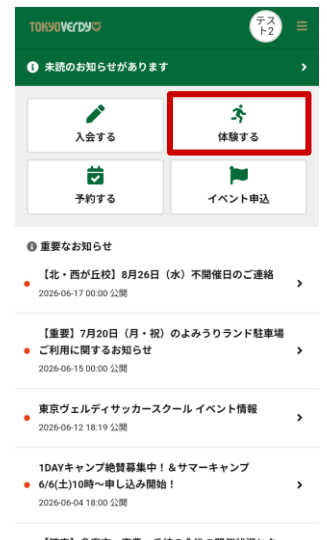 TOKYO VERDY
テス
ト2
未読のお知らせがあります
入会する
体験する
予約する
イベント申込
重要なお知らせ
【北・西が丘校】8月26日（水）不開催日のご連絡
2026-06-17 00:00 公開
【重要】7月20日（月・祝）のよみうりランド駐車場
ご利用に関するお知らせ
2026-06-15 00:00 公開
東京ヴェルディサッカースクール イベント情報
2026-06-12 18:19 公開
1DAYキャンプ絶賛募集中！＆サマーキャンプ
6/6(土)10時〜申し込み開始！
2026-06-04 18:00 公開